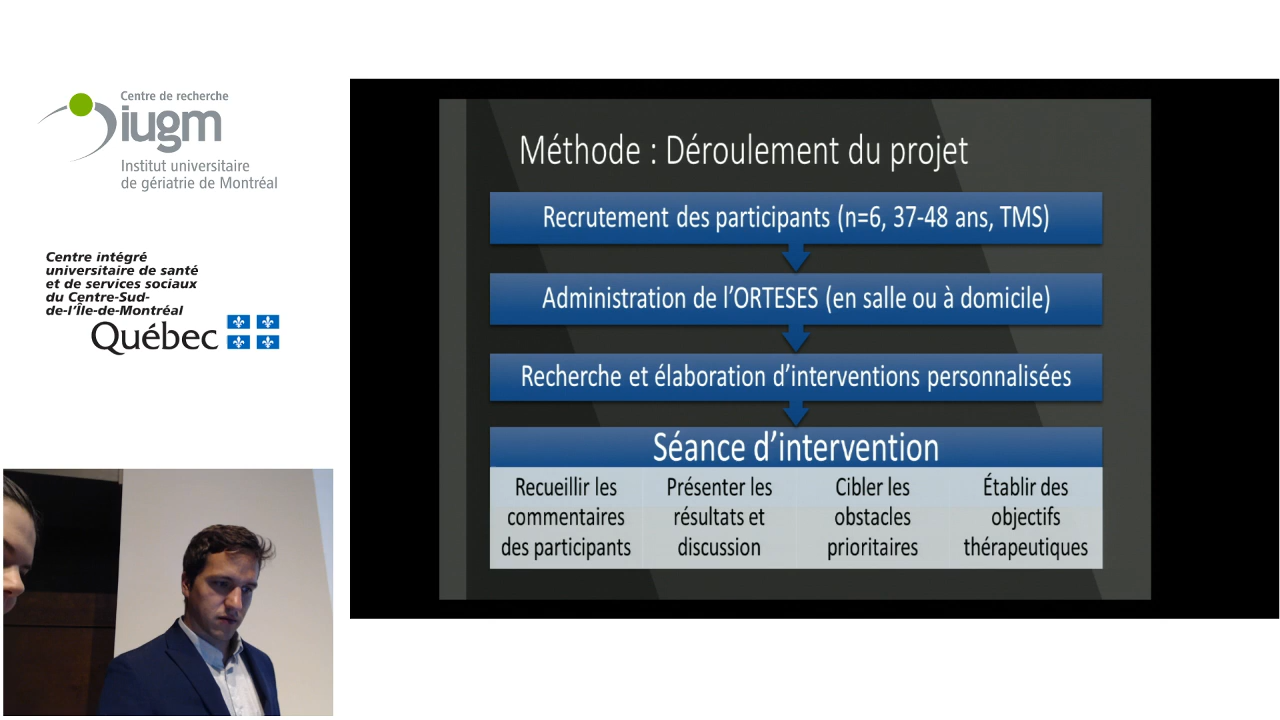 Centre de recherche
iugm
Institut universitaire
de gériatrie de Montréal
Centre intégré
universitaire de santé
et de services sociaux
du Centre-Sud-
de-l'Île-de-Montréal
Québec
Méthode : Déroulement du projet
Recrutement des participants (n=6, 37-48 ans, TMS)
Administration de l'ORTESES (en salle ou à domicile)
Recherche et élaboration d'interventions personnalisées
Séance d'intervention
Recueillir les
commentaires
des participants
Présenter les
résultats et
discussion
Cibler les
obstacles
prioritaires
Établir des
objectifs
thérapeutiques